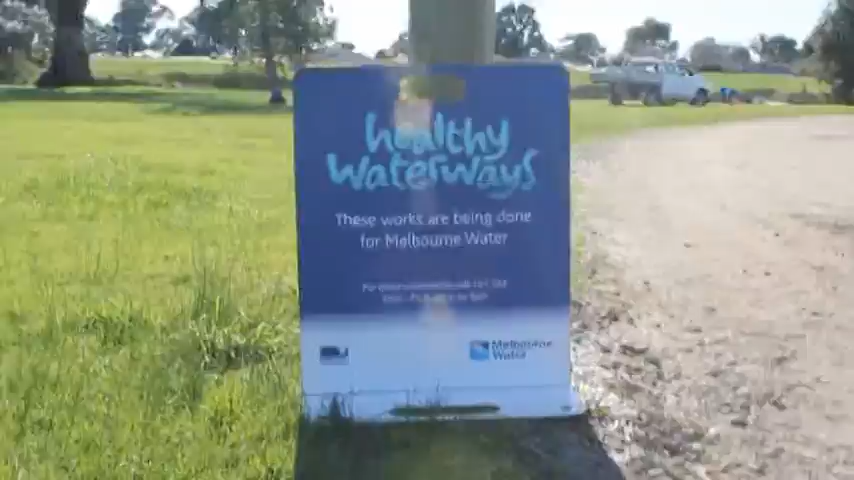 healthy
Waterways
These works are being done
for Melbourne Water
Melbourne
Water